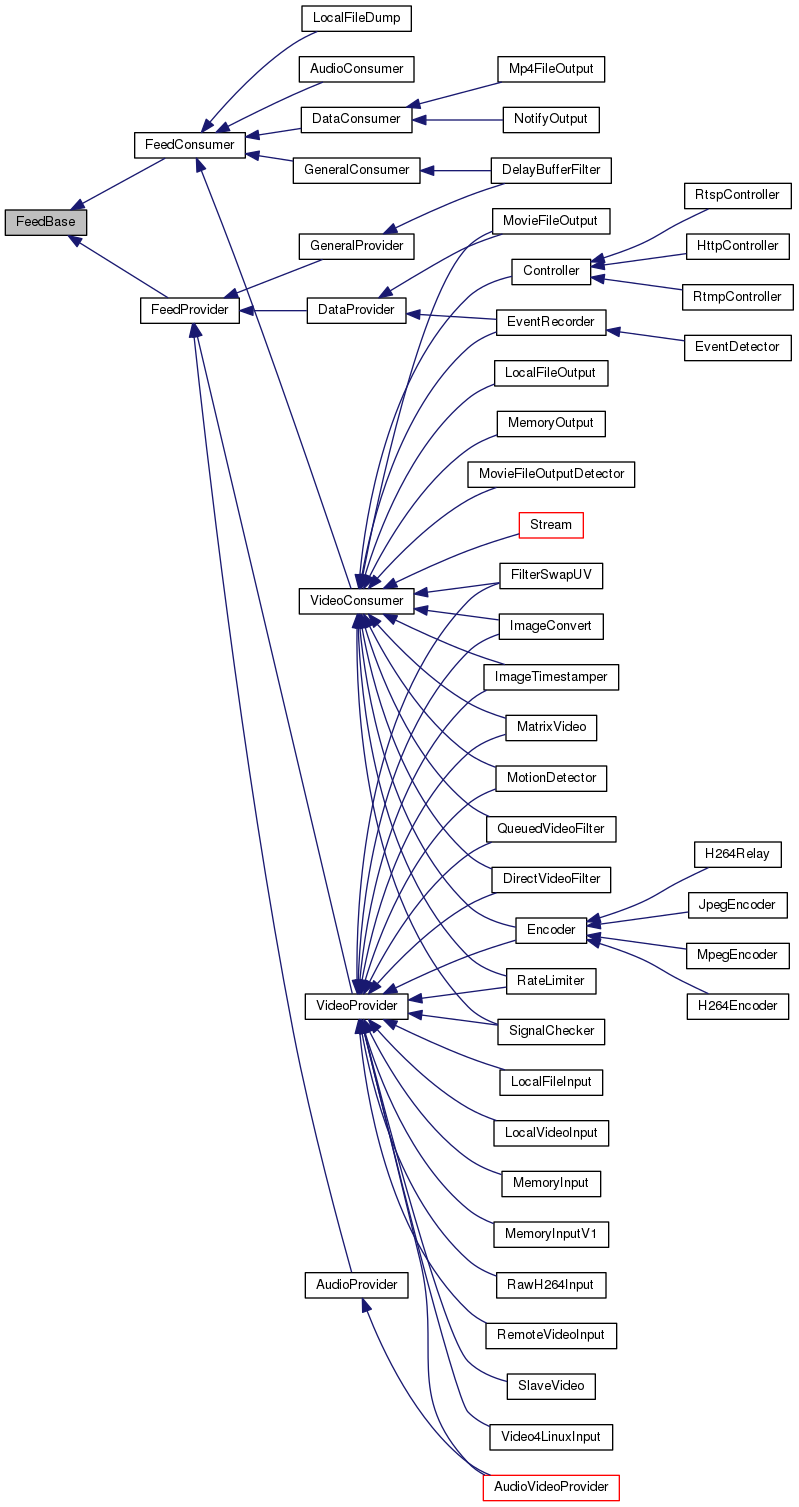 LocalFileDump
AudioConsumer
Mp4FileOutput
DataConsumer
NotifyOutput
FeedConsumer
GeneralConsumer
DelayBufferFilter
RtspController
FeedBase
MovieFileOutput
GeneralProvider
HttpController
Controller
RtmpController
FeedProvider
DataProvider
EventRecorder
EventDetector
LocalFileOutput
MemoryOutput
MovieFileOutputDetector
Stream
FilterSwapUV
VideoConsumer
ImageConvert
ImageTimestamper
MatrixVideo
MotionDetector
QueuedVideoFilter
H264Relay
DirectVideoFilter
JpegEncoder
Encoder
MpegEncoder
RateLimiter
VideoProvider
H264Encoder
SignalChecker
LocalFileInput
LocalVideoInput
MemoryInput
MemoryInputV1
AudioProvider
RawH264Input
RemoteVideoInput
SlaveVideo
Video4LinuxInput
AudioVideoProvider